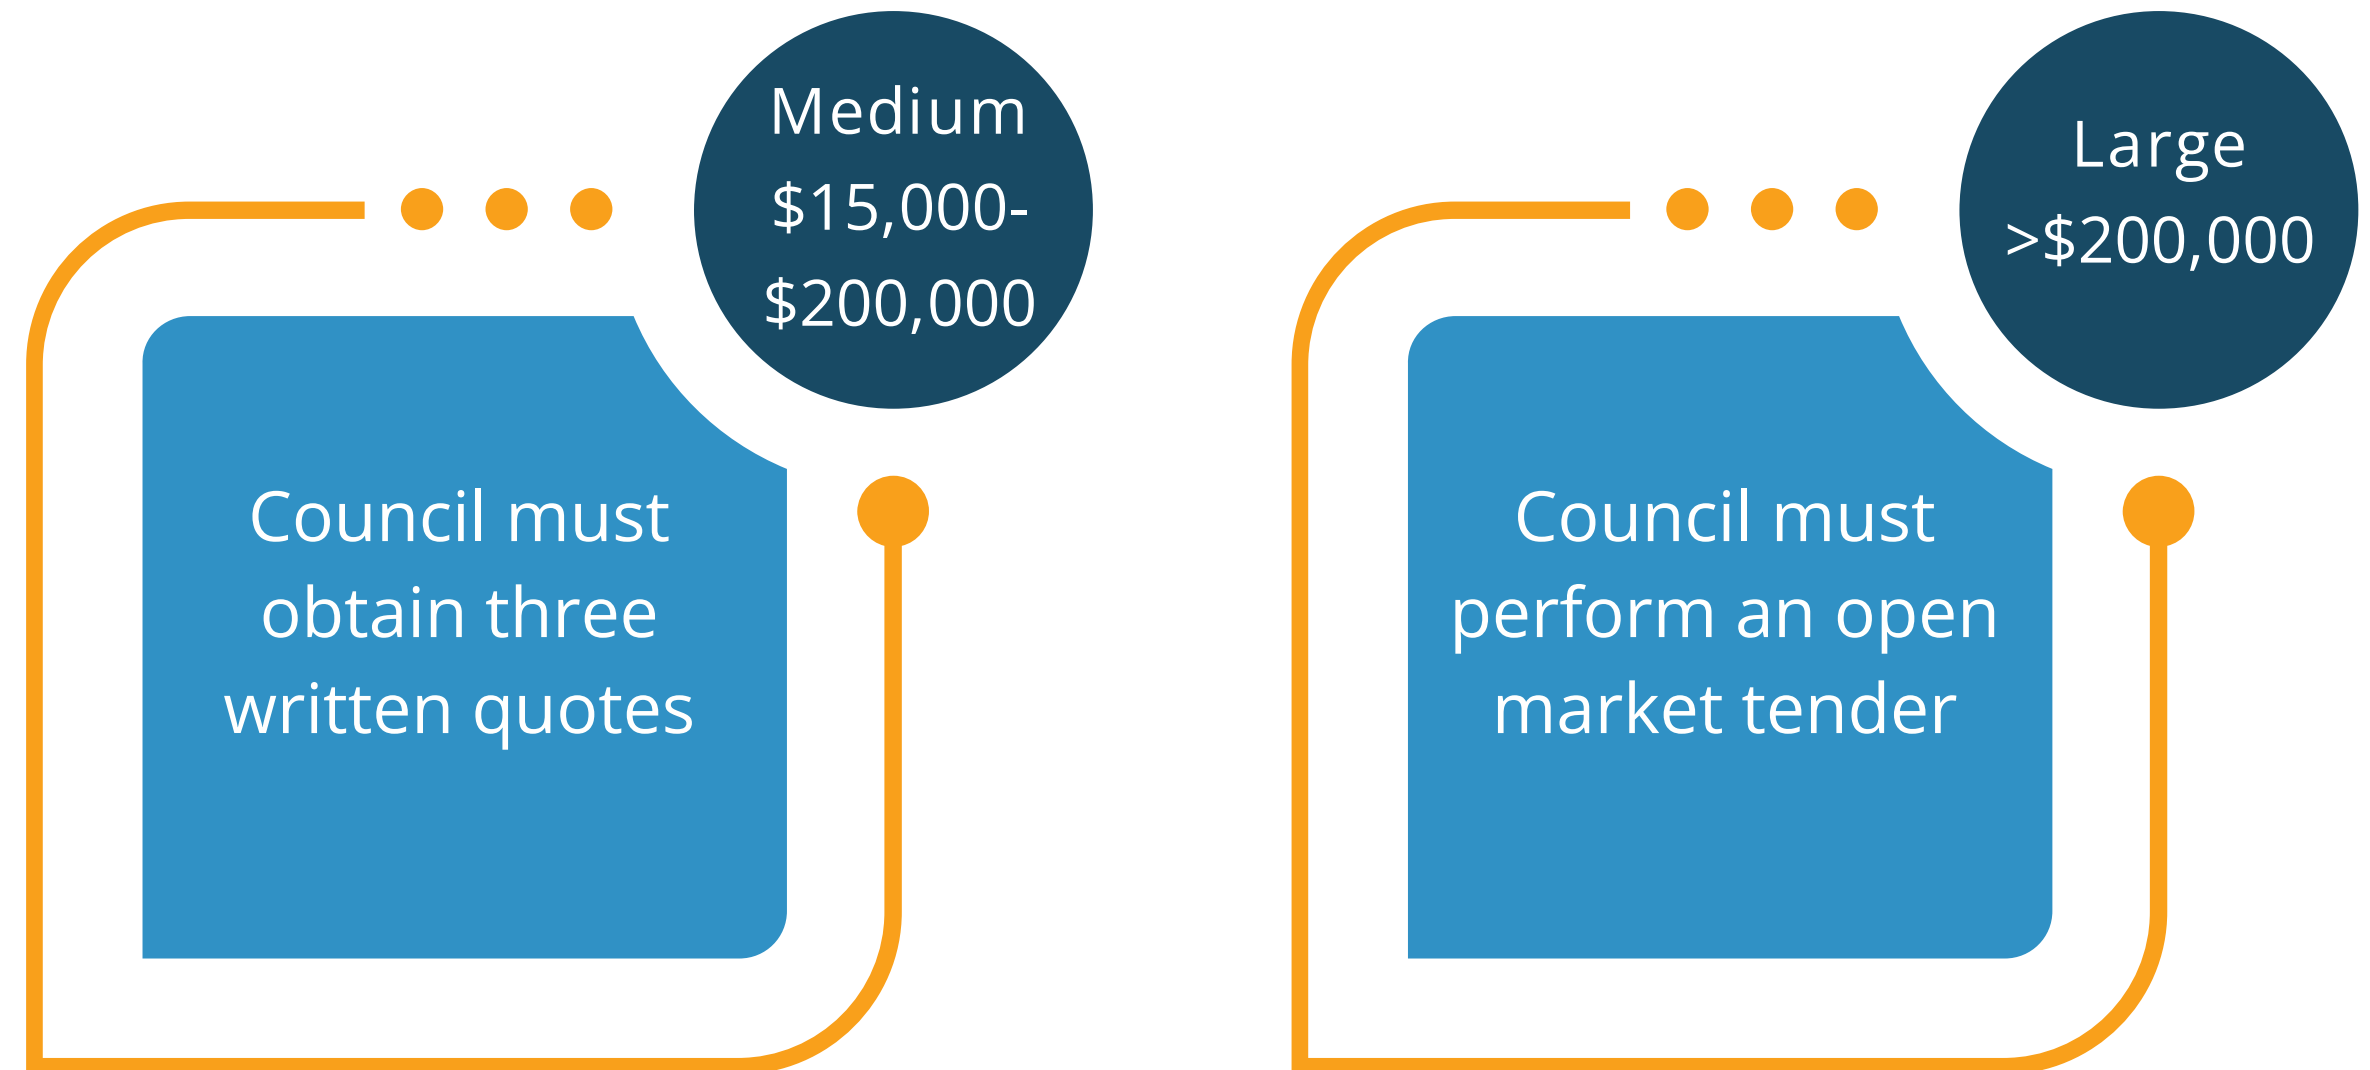 Medium
$15,000-
$200,000
Council must
obtain three
written quotes
Large
>$200,000
Council must
perform an open
market tender